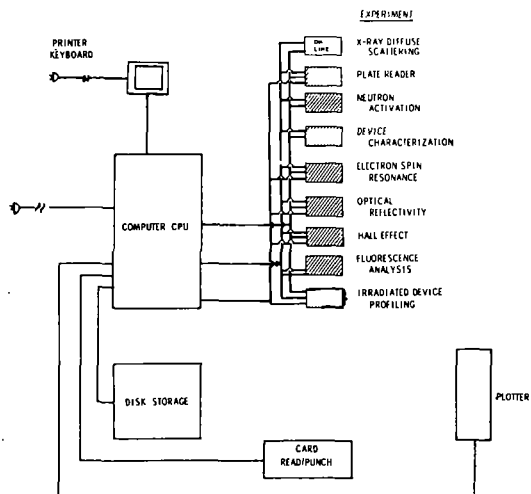 EXPERIMENT
PRINTER
KEYBOARD
ON
LINE
X-RAY DIFFUSE
SCATTERING
PLATE READER
NEUTRON
ACTIVATION
DEVICE
CHARACTERIZATION
ELECTRON SPIN
RESONANCE
OPTICAL
REFLECTIVITY
HALL EFFECT
FLUORESCENCE
ANALYSIS
IRRADIATED DEVICE
PROFILING
COMPUTER CPU
DISK STORAGE
CARD
READ/PUNCH
PLOTTER